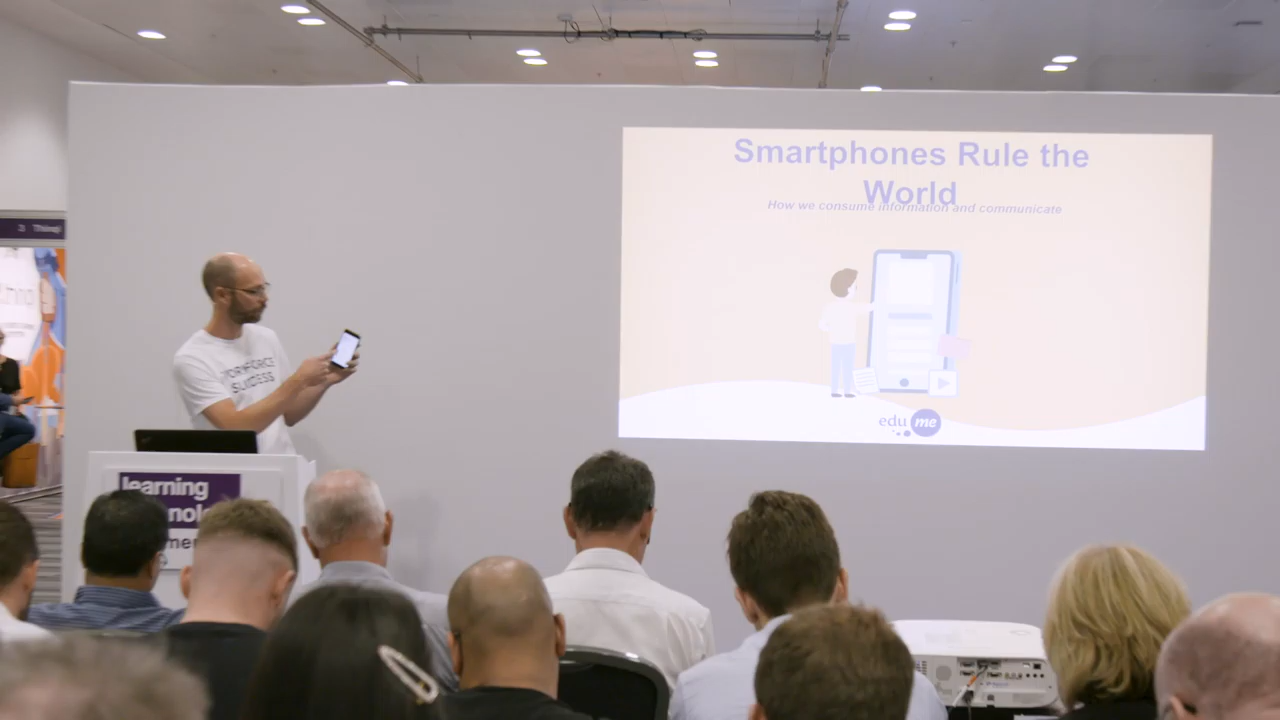 Smartphones Rule the
World
How we consume information and communicate
edu me
WORKFORCE
SUCCESS
learning